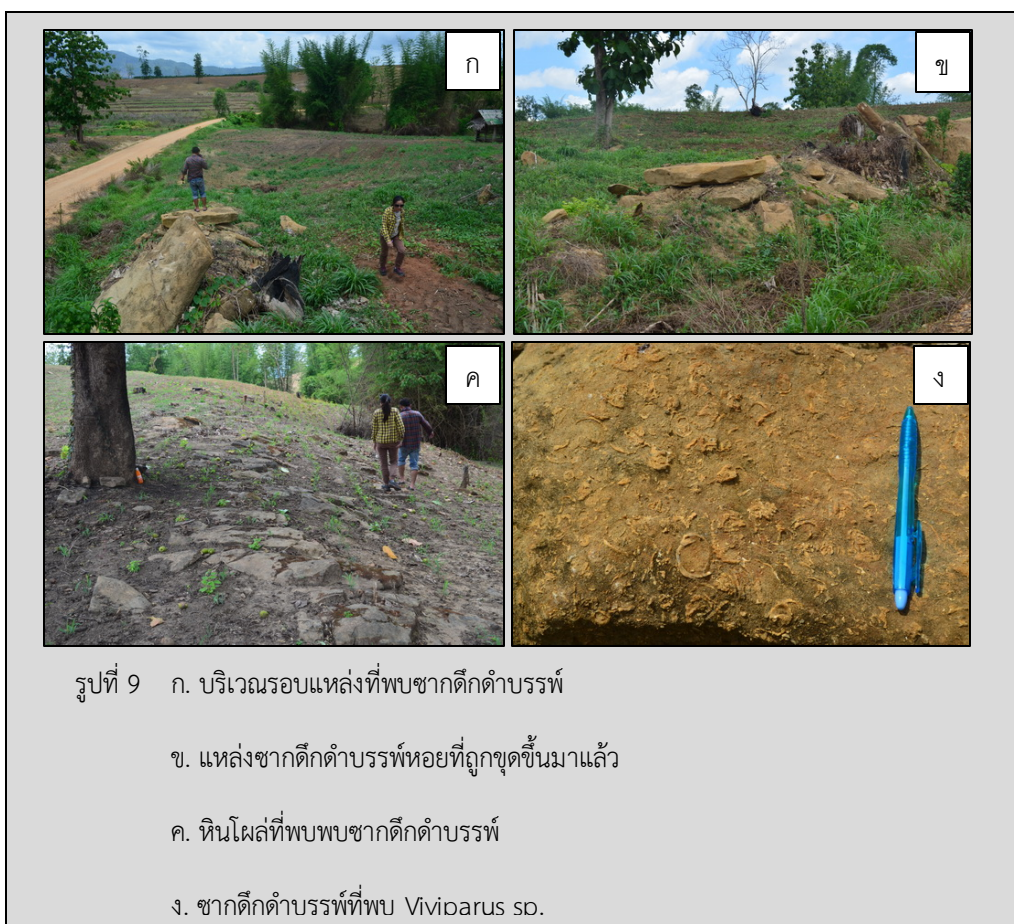 ก
ข
ค
ง
รูปที่ 9 ก. บริเวณรอบแหล่งที่พบซากดึกดำบรรพ์
ข. แหล่งซากดึกดำบรรพ์หอยที่ถูกขุดขึ้นมาแล้ว
ค. หินโผล่ที่พบพบซากดึกดำบรรพ์
ง. ซากดึกดำบรรพ์ที่พบ Viviparus sp.